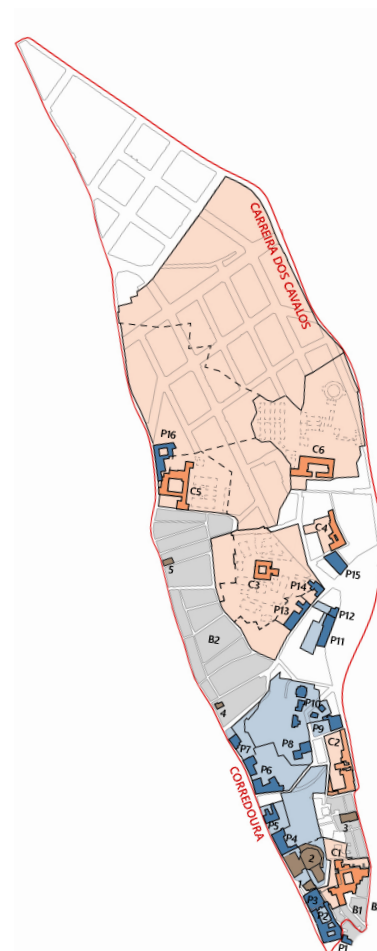 CARREIRA DOS CAVALOS
P16
C6
C5
C4
5
P15
C3
P14
P13
P12
P11
B2
4
P10
P9
P7
P8
C2
P6
CORREDOURA
P5
3
P4
C1
2
1
P3
B1
B
P1